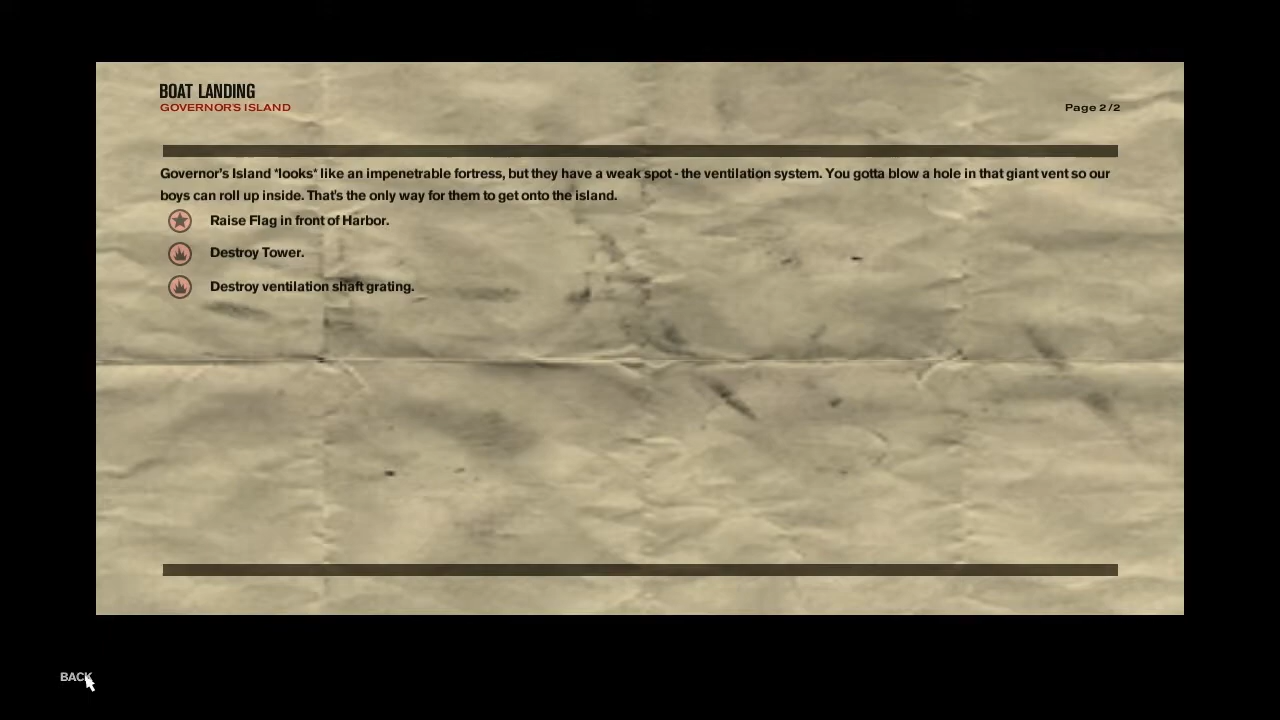 BOAT LANDING
GOVERNOR'S ISLAND
Page 2/2
Governor's Island *looks* like an impenetrable fortress, but they have a weak spot - the ventilation system. You gotta blow a hole in that giant vent so our
boys can roll up inside. That's the only way for them to get onto the island.
Raise Flag in front of Harbor.
Destroy Tower.
Destroy ventilation shaft grating.
BACK